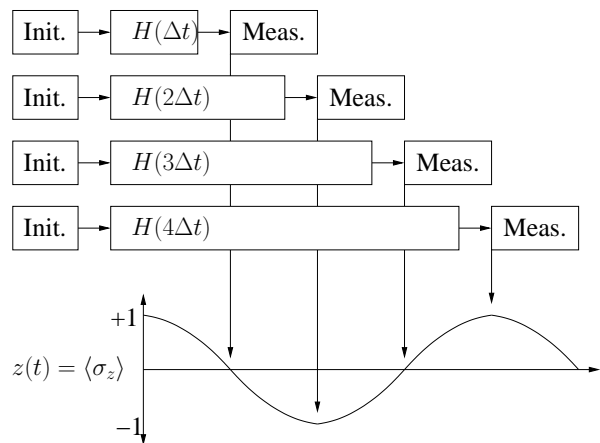 Init. H(Δt) Meas.
Init. H(2Δt) Meas.
Init. H(3Δt) Meas.
Init. H(4Δt) Meas.
+1
z(t) = ⟨σz⟩
−1